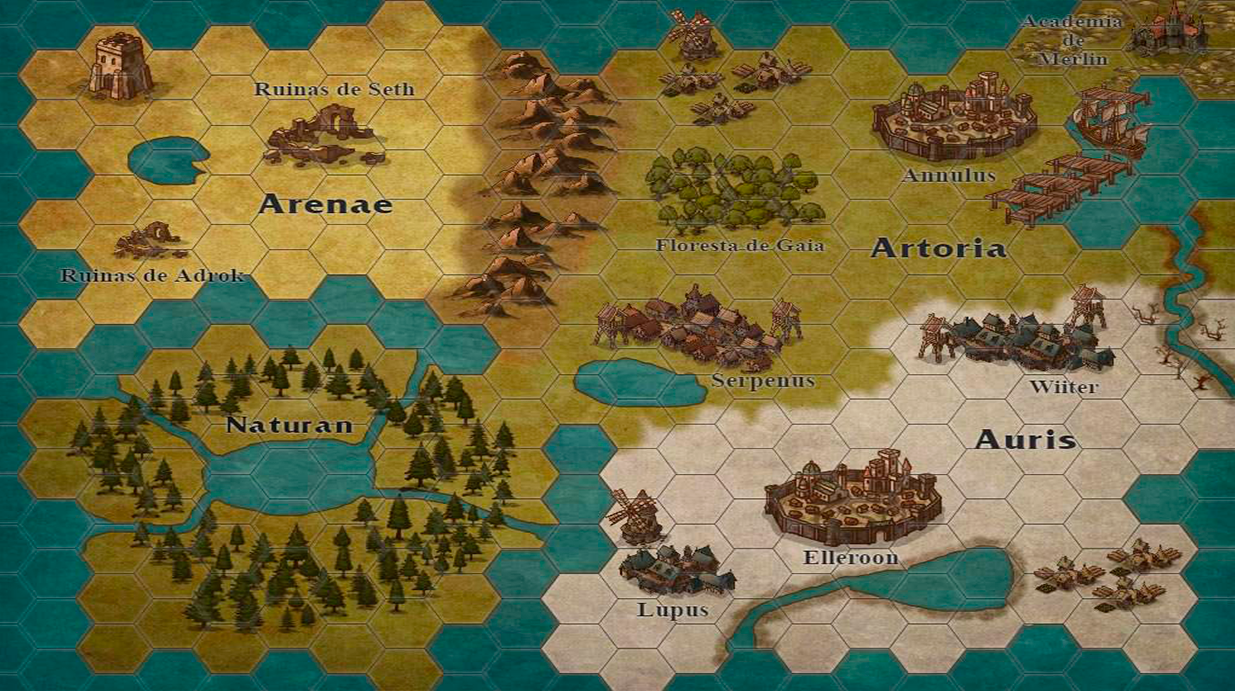 Academia
de
Merlin
Ruinas de Seth
Annulus
Arenae
Floresta de Gaia
Artoria
Ruinas de Adrok
Serpenus
Wiiter
Naturan
Auris
Elleroon
Lupus